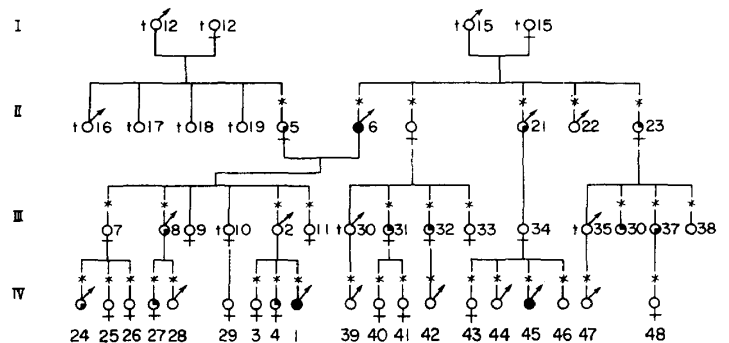 I t 12 t 12 t 15 t 15
II t 16 t 17 t 18 t 19 5 6 21 t 22 23
III 7 8 9 t 10 2 11 t 30 31 32 33 34 t 35 30 37 38
IV
24 25 26 27 28 29 3 4 1 39 40 41 42 43 44 45 46 47 48